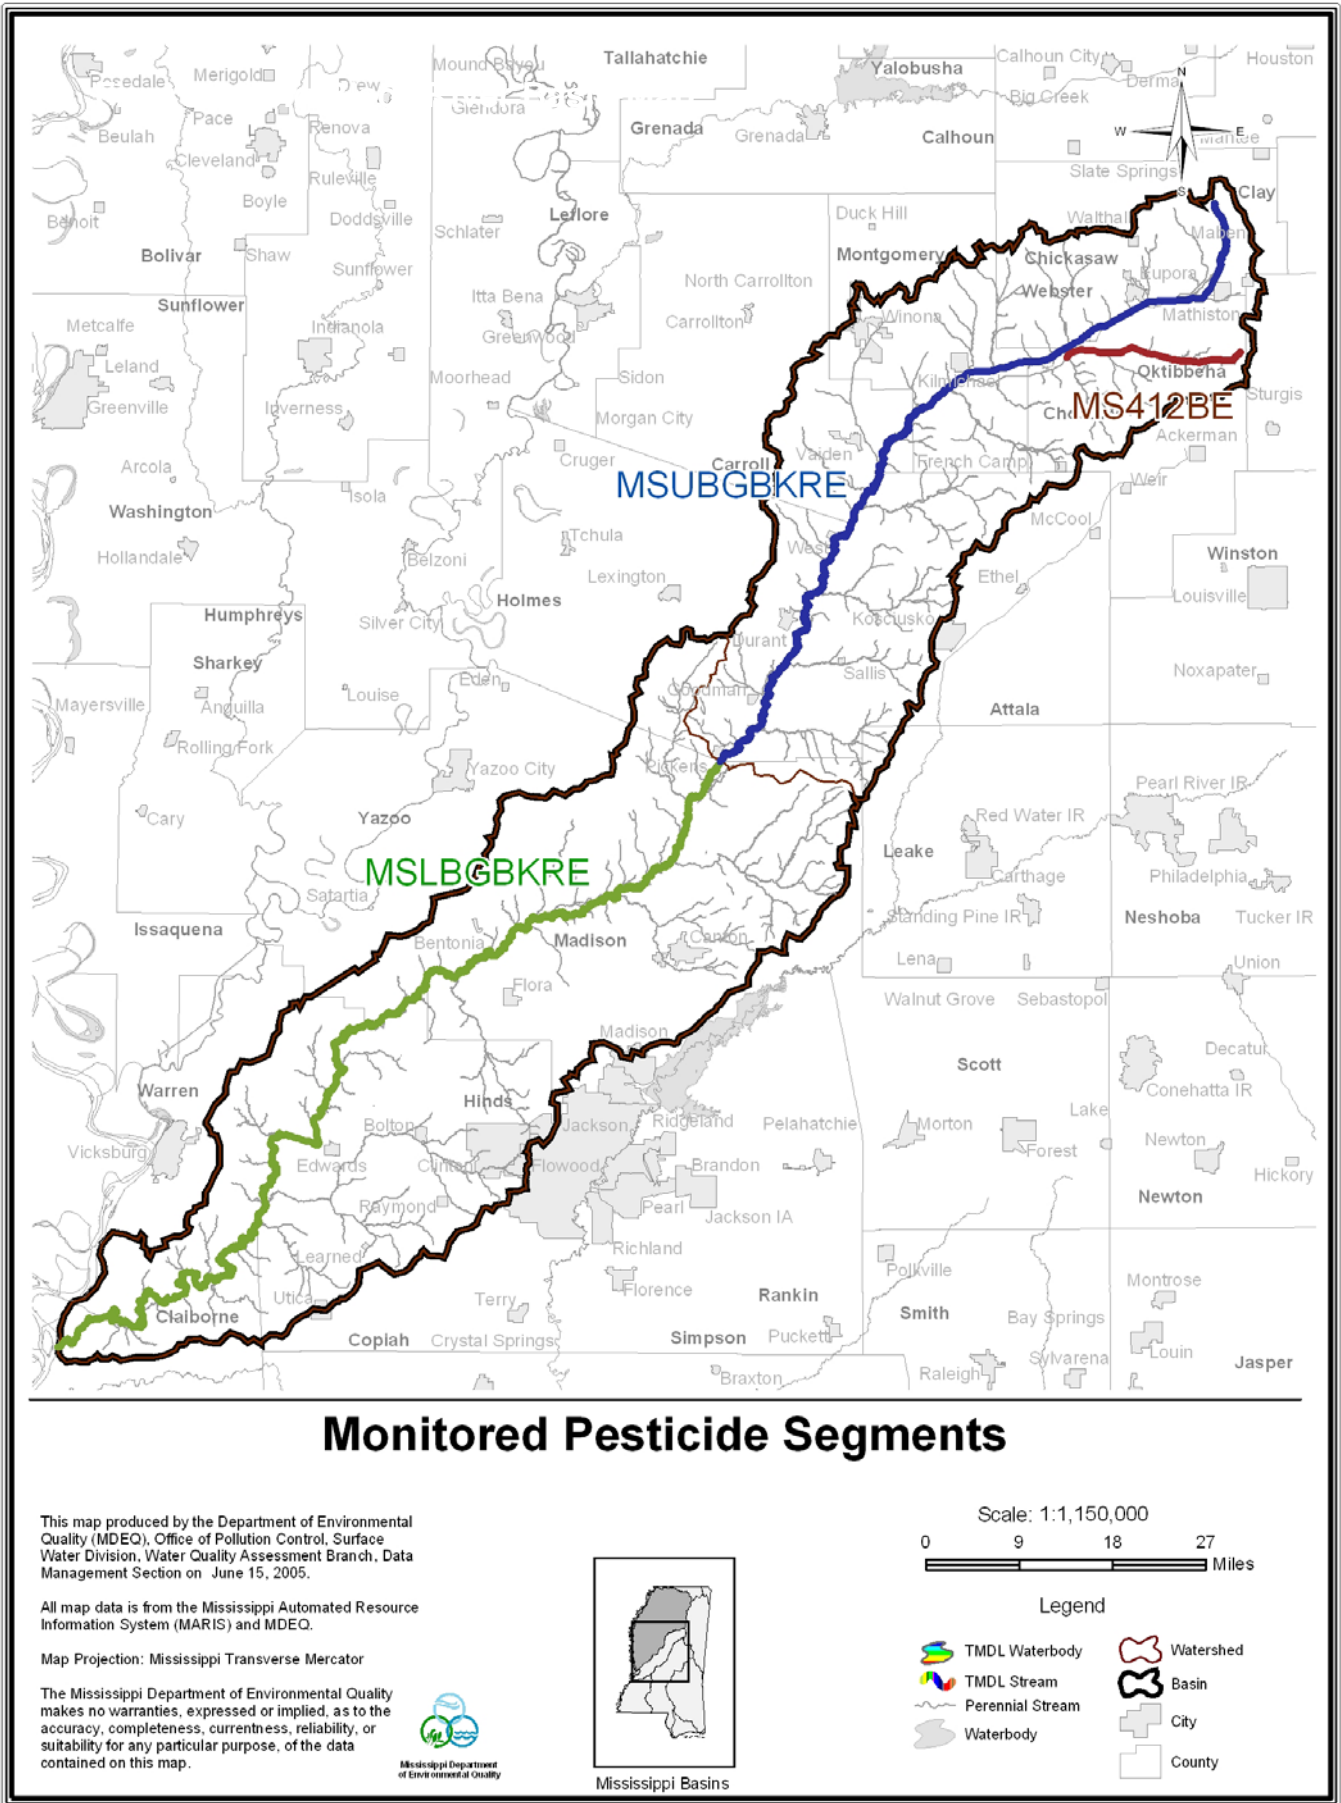 Tallahatchie
Mound Bayou
Calhoun City
Houston
Rosedale
Merigold
Drew
Yalobusha
Derma
N
Glendora
Big Creek
Pace
Renova
Grenada
Grenada
Calhoun
W
E
Mantee
Beulah
Cleveland
Ruleville
Slate Springs
S
Clay
Boyle
Benoit
Doddsville
Leflore
Duck Hill
Walthall
Schlater
Maben
Bolivar
Shaw
Montgomery
Chickasaw
Sunflower
North Carrollton
Eupora
Itta Bena
Webster
Sunflower
Mathiston
Metcalfe
Indianola
Carrollton
Winona
Greenwood
Leland
Oktibbeha
Moorhead
Sidon
Kilmichael
Sturgis
Greenville
Inverness
Morgan City
MS412BE
Ackerman
Arcola
Cruger
Carroll
Vaiden
French Camp
Isola
MSUBGBKRE
Weir
Washington
McCool
Tchula
West
Hollandale
Belzoni
Winston
Lexington
Ethel
Holmes
Louisville
Humphreys
Silver City
Kosciusko
Durant
Sharkey
Sallis
Noxapater
Eden
Goodman
Louise
Mayersville
Anguilla
Attala
Rolling Fork
Pickens
Yazoo City
Pearl River IR
Cary
Yazoo
Red Water IR
Leake
MSLBGBKRE
Carthage
Philadelphia
Satartia
Standing Pine IR
Neshoba
Tucker IR
Issaquena
Bentonia
Madison
Canton
Lena
Union
Flora
Walnut Grove
Sebastopol
Madison
Decatur
Scott
Warren
Conehatta IR
Hinds
Lake
Bolton
Jackson
Ridgeland
Pelahatchie
Morton
Newton
Vicksburg
Forest
Edwards
Clinton
Flowood
Brandon
Hickory
Raymond
Pearl
Jackson IA
Newton
Learned
Richland
Polkville
Montrose
Utica
Terry
Florence
Rankin
Smith
Bay Springs
Claiborne
Copiah
Crystal Springs
Simpson
Puckett
Louin
Sylvarena
Jasper
Raleigh
Braxton
Monitored Pesticide Segments
This map produced by the Department of Environmental
Quality (MDEQ), Office of Pollution Control, Surface
Water Division, Water Quality Assessment Branch, Data
Management Section on June 15, 2005.
All map data is from the Mississippi Automated Resource
Information System (MARIS) and MDEQ.
Map Projection: Mississippi Transverse Mercator
The Mississippi Department of Environmental Quality
makes no warranties, expressed or implied, as to the
accuracy, completeness, currentness, reliability, or
suitability for any particular purpose, of the data
contained on this map.
Mississippi Department
of Environmental Quality
Mississippi Basins
Scale: 1:1,150,000
0 9 18 27
Miles
Legend
TMDL Waterbody
TMDL Stream
Perennial Stream
Waterbody
Watershed
Basin
City
County